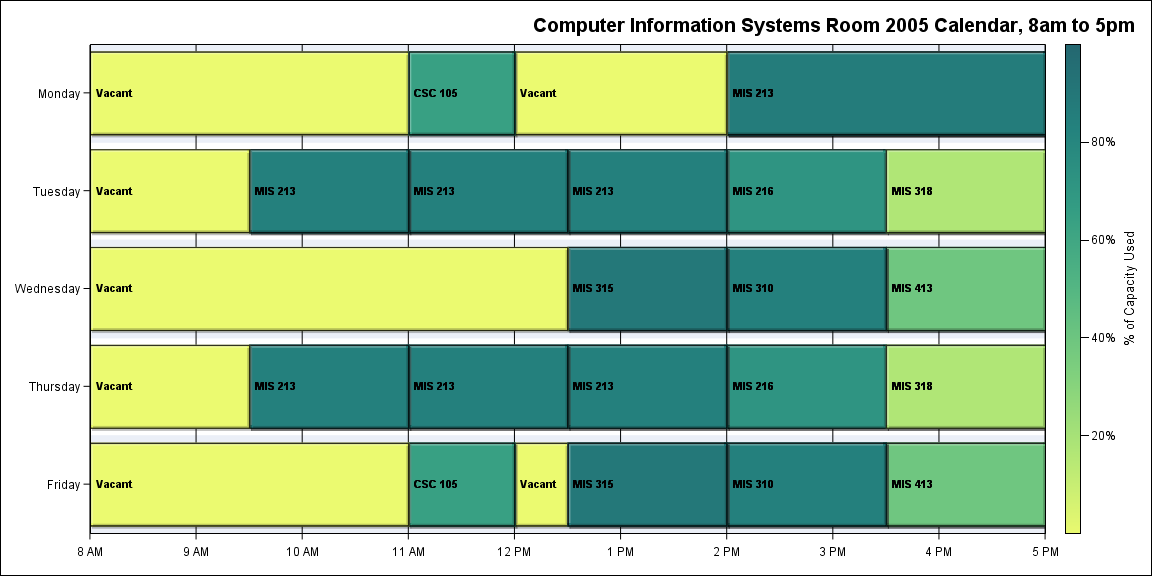 Computer Information Systems Room 2005 Calendar, 8am to 5pm
Monday
Vacant
CSC 105
Vacant
MIS 213
Tuesday
Vacant
MIS 213
MIS 213
MIS 213
MIS 216
MIS 318
Wednesday
Vacant
MIS 315
MIS 310
MIS 413
Thursday
Vacant
MIS 213
MIS 213
MIS 213
MIS 216
MIS 318
Friday
Vacant
CSC 105
Vacant
MIS 315
MIS 310
MIS 413
8 AM
9 AM
10 AM
11 AM
12 PM
1 PM
2 PM
3 PM
4 PM
5 PM
80%
60%
40%
20%
% of Capacity Used